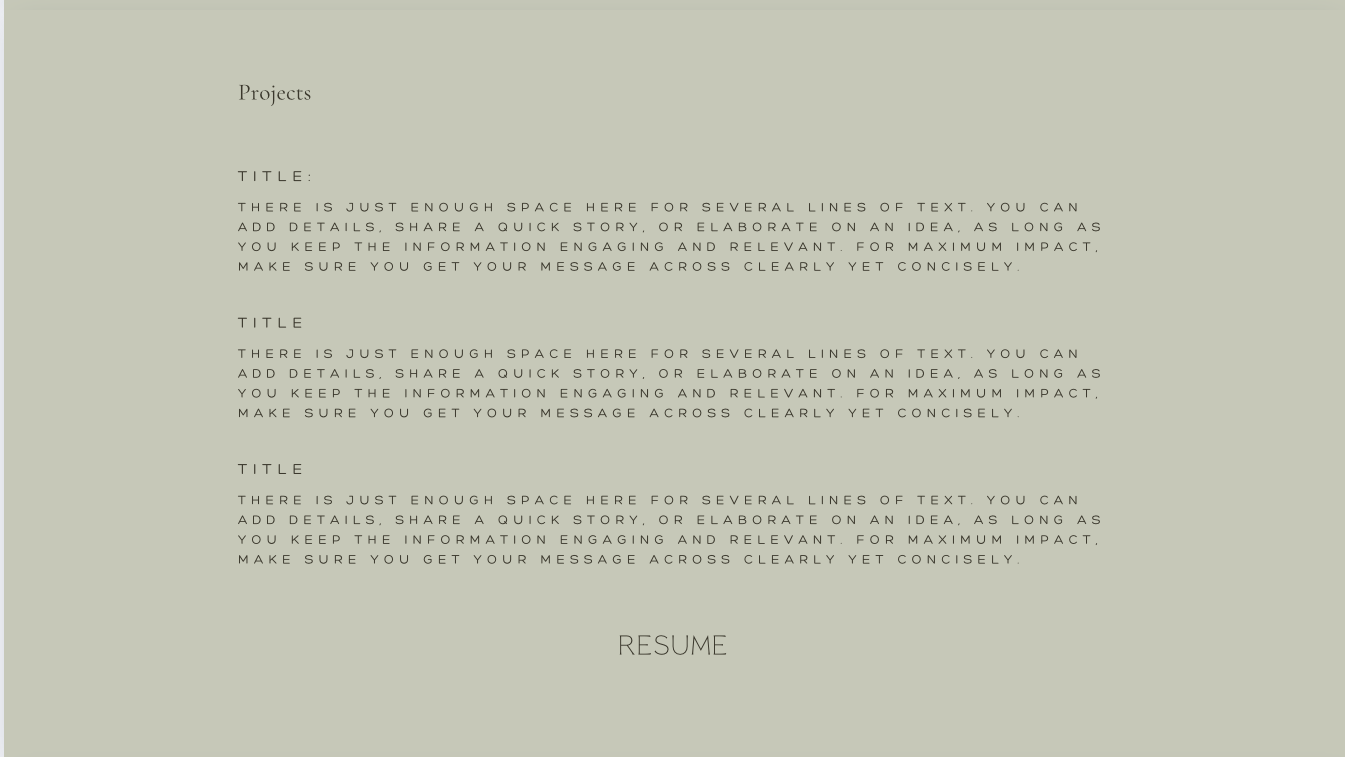 Projects
TITLE:
THERE IS JUST ENOUGH SPACE HERE FOR SEVERAL LINES OF TEXT. YOU CAN
ADD DETAILS, SHARE A QUICK STORY, OR ELABORATE ON AN IDEA, AS LONG AS
YOU KEEP THE INFORMATION ENGAGING AND RELEVANT. FOR MAXIMUM IMPACT,
MAKE SURE YOU GET YOUR MESSAGE ACROSS CLEARLY YET CONCISELY.
TITLE
THERE IS JUST ENOUGH SPACE HERE FOR SEVERAL LINES OF TEXT. YOU CAN
ADD DETAILS, SHARE A QUICK STORY, OR ELABORATE ON AN IDEA, AS LONG AS
YOU KEEP THE INFORMATION ENGAGING AND RELEVANT. FOR MAXIMUM IMPACT,
MAKE SURE YOU GET YOUR MESSAGE ACROSS CLEARLY YET CONCISELY.
TITLE
THERE IS JUST ENOUGH SPACE HERE FOR SEVERAL LINES OF TEXT. YOU CAN
ADD DETAILS, SHARE A QUICK STORY, OR ELABORATE ON AN IDEA, AS LONG AS
YOU KEEP THE INFORMATION ENGAGING AND RELEVANT. FOR MAXIMUM IMPACT,
MAKE SURE YOU GET YOUR MESSAGE ACROSS CLEARLY YET CONCISELY.
RESUME